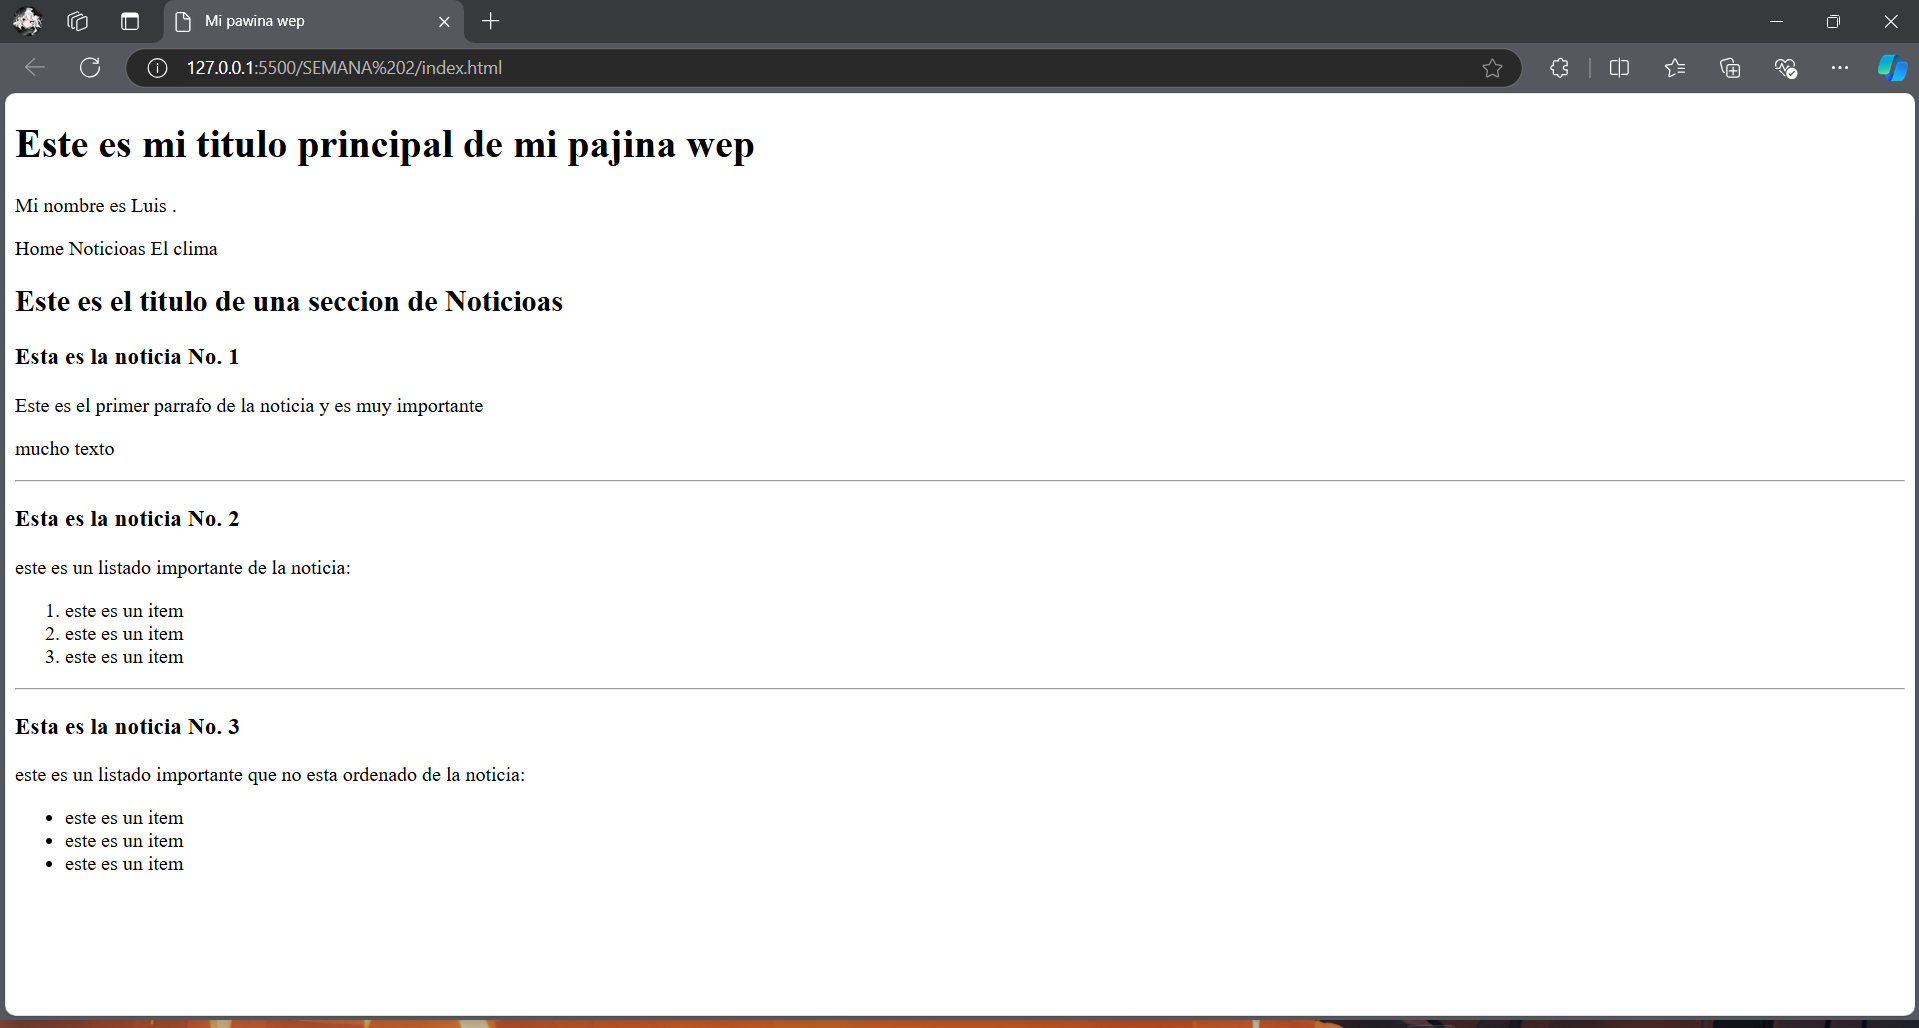 Mi pawina wep
127.0.0.1:5500/SEMANA%202/index.html
Este es mi titulo principal de mi pajina wep
Mi nombre es Luis .
Home Noticioas El clima
Este es el titulo de una seccion de Noticioas
Esta es la noticia No. 1
Este es el primer parrafo de la noticia y es muy importante
mucho texto
Esta es la noticia No. 2
este es un listado importante de la noticia:
1. este es un item
2. este es un item
3. este es un item
Esta es la noticia No. 3
este es un listado importante que no esta ordenado de la noticia:
• este es un item
• este es un item
• este es un item